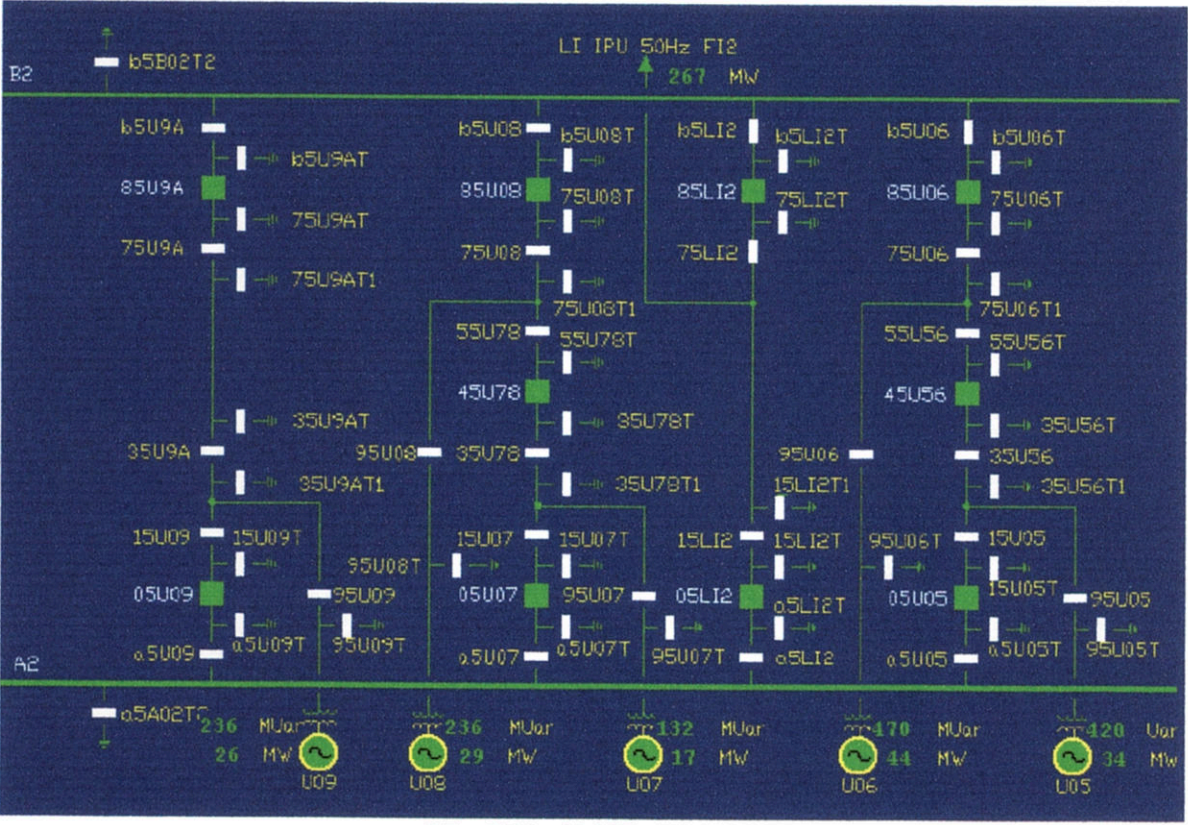 LI IPU 50Hz FI2
b5B02T2
B2
267 MW
b5U9A b5U08 b5U08T b5LI2 b5LI2T b5U06 b5U06T
b5U9AT
85U9A 85U08 75U08T 85LI2 75LI2T 85U06 75U06T
75U9AT
75U9A 75U08 75LI2 75U06
75U9AT1
75U08T1 75U06T1
55U78 55U78T 55U56 55U56T
45U78 45U56
35U9AT 35U78T 35U56T
35U9A 95U08 35U78 95U06 35U56
35U9AT1 35U78T1 15LI2T1 35U56T1
15U09 15U09T 15U07 15U07T 15LI2 15LI2T 95U06T 15U05
95U08T
05U09 95U09 05U07 95U07 05LI2 a5LI2T 05U05 15U05T 95U05
a5U09 a5U09T 95U09T a5U07 a5U07T 95U07T a5LI2 a5U05 a5U05T 95U05T
A2
a5A02T
236 MVar 236 MVar 132 MVar 470 MVar 420 Var
26 MW 29 MW 17 MW 44 MW 34 MW
U09 U08 U07 U06 U05